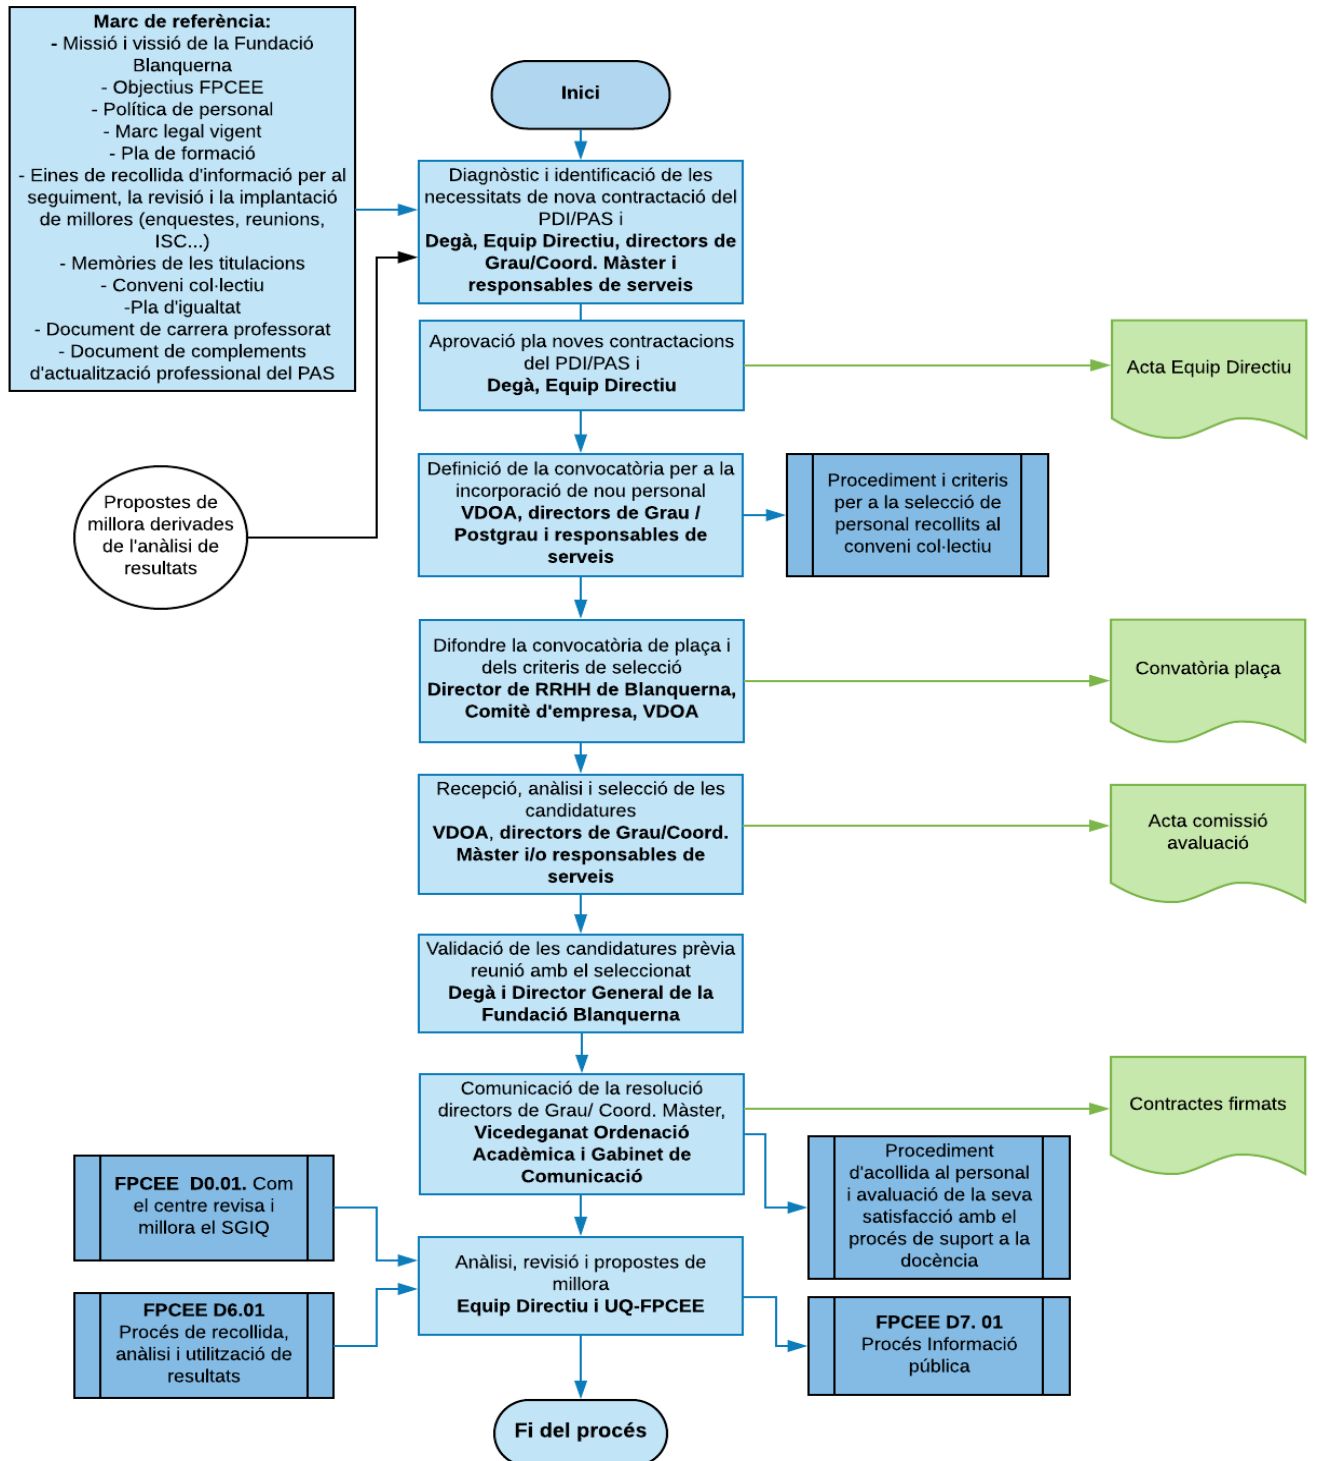 Marc de referència:
- Missió i vissió de la Fundació
Blanquerna
- Objectius FPCEE
- Política de personal
- Marc legal vigent
- Pla de formació
- Eines de recollida d'informació per al
seguiment, la revisió i la implantació
de millores (enquestes, reunions,
ISC...)
- Memòries de les titulacions
- Conveni col·lectiu
-Pla d'igualtat
- Document de carrera professorat
- Document de complements
d'actualització professional del PAS
Inici
Diagnòstic i identificació de les
necessitats de nova contractació del
PDI/PAS i
Degà, Equip Directiu, directors de
Grau/Coord. Màster i
responsables de serveis
Aprovació pla noves contractacions
del PDI/PAS i
Degà, Equip Directiu
Acta Equip Directiu
Propostes de
millora derivades
de l'anàlisi de
resultats
Definició de la convocatòria per a la
incorporació de nou personal
VDOA, directors de Grau /
Postgrau i responsables de
serveis
Procediment i criteris
per a la selecció de
personal recollits al
conveni col·lectiu
Difondre la convocatòria de plaça i
dels criteris de selecció
Director de RRHH de Blanquerna,
Comitè d'empresa, VDOA
Convatòria plaça
Recepció, anàlisi i selecció de les
candidatures
VDOA, directors de Grau/Coord.
Màster i/o responsables de
serveis
Acta comissió
avaluació
Validació de les candidatures prèvia
reunió amb el seleccionat
Degà i Director General de la
Fundació Blanquerna
Comunicació de la resolució
directors de Grau/ Coord. Màster,
Vicedeganat Ordenació
Acadèmica i Gabinet de
Comunicació
Contractes firmats
Procediment
d'acollida al personal
i avaluació de la seva
satisfacció amb el
procés de suport a la
docència
FPCEE D0.01. Com
el centre revisa i
millora el SGIQ
Anàlisi, revisió i propostes de
millora
Equip Directiu i UQ-FPCEE
FPCEE D6.01
Procés de recollida,
anàlisi i utilització de
resultats
FPCEE D7. 01
Procés Informació
pública
Fi del procés